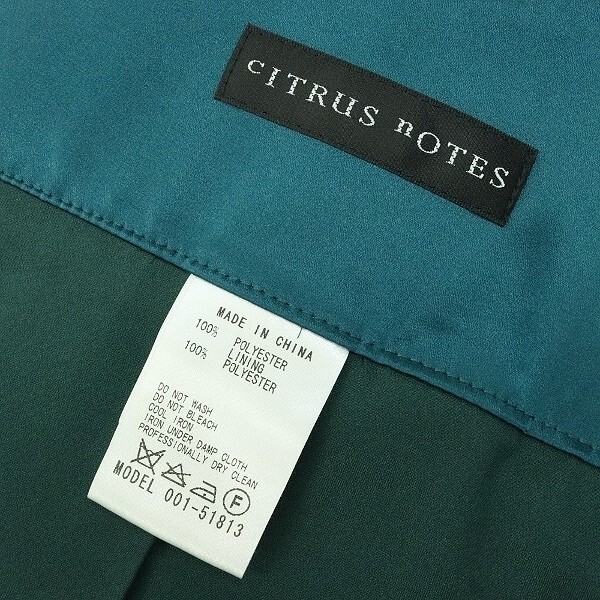 cITRUS nOTES
MADE IN CHINA
100% POLYESTER
LINING
100% POLYESTER
DO NOT WASH
DO NOT BLEACH
COOL IRON
IRON UNDER DAMP CLOTH
PROFESSIONALLY DRY CLEAN
F
MODEL 001-51813